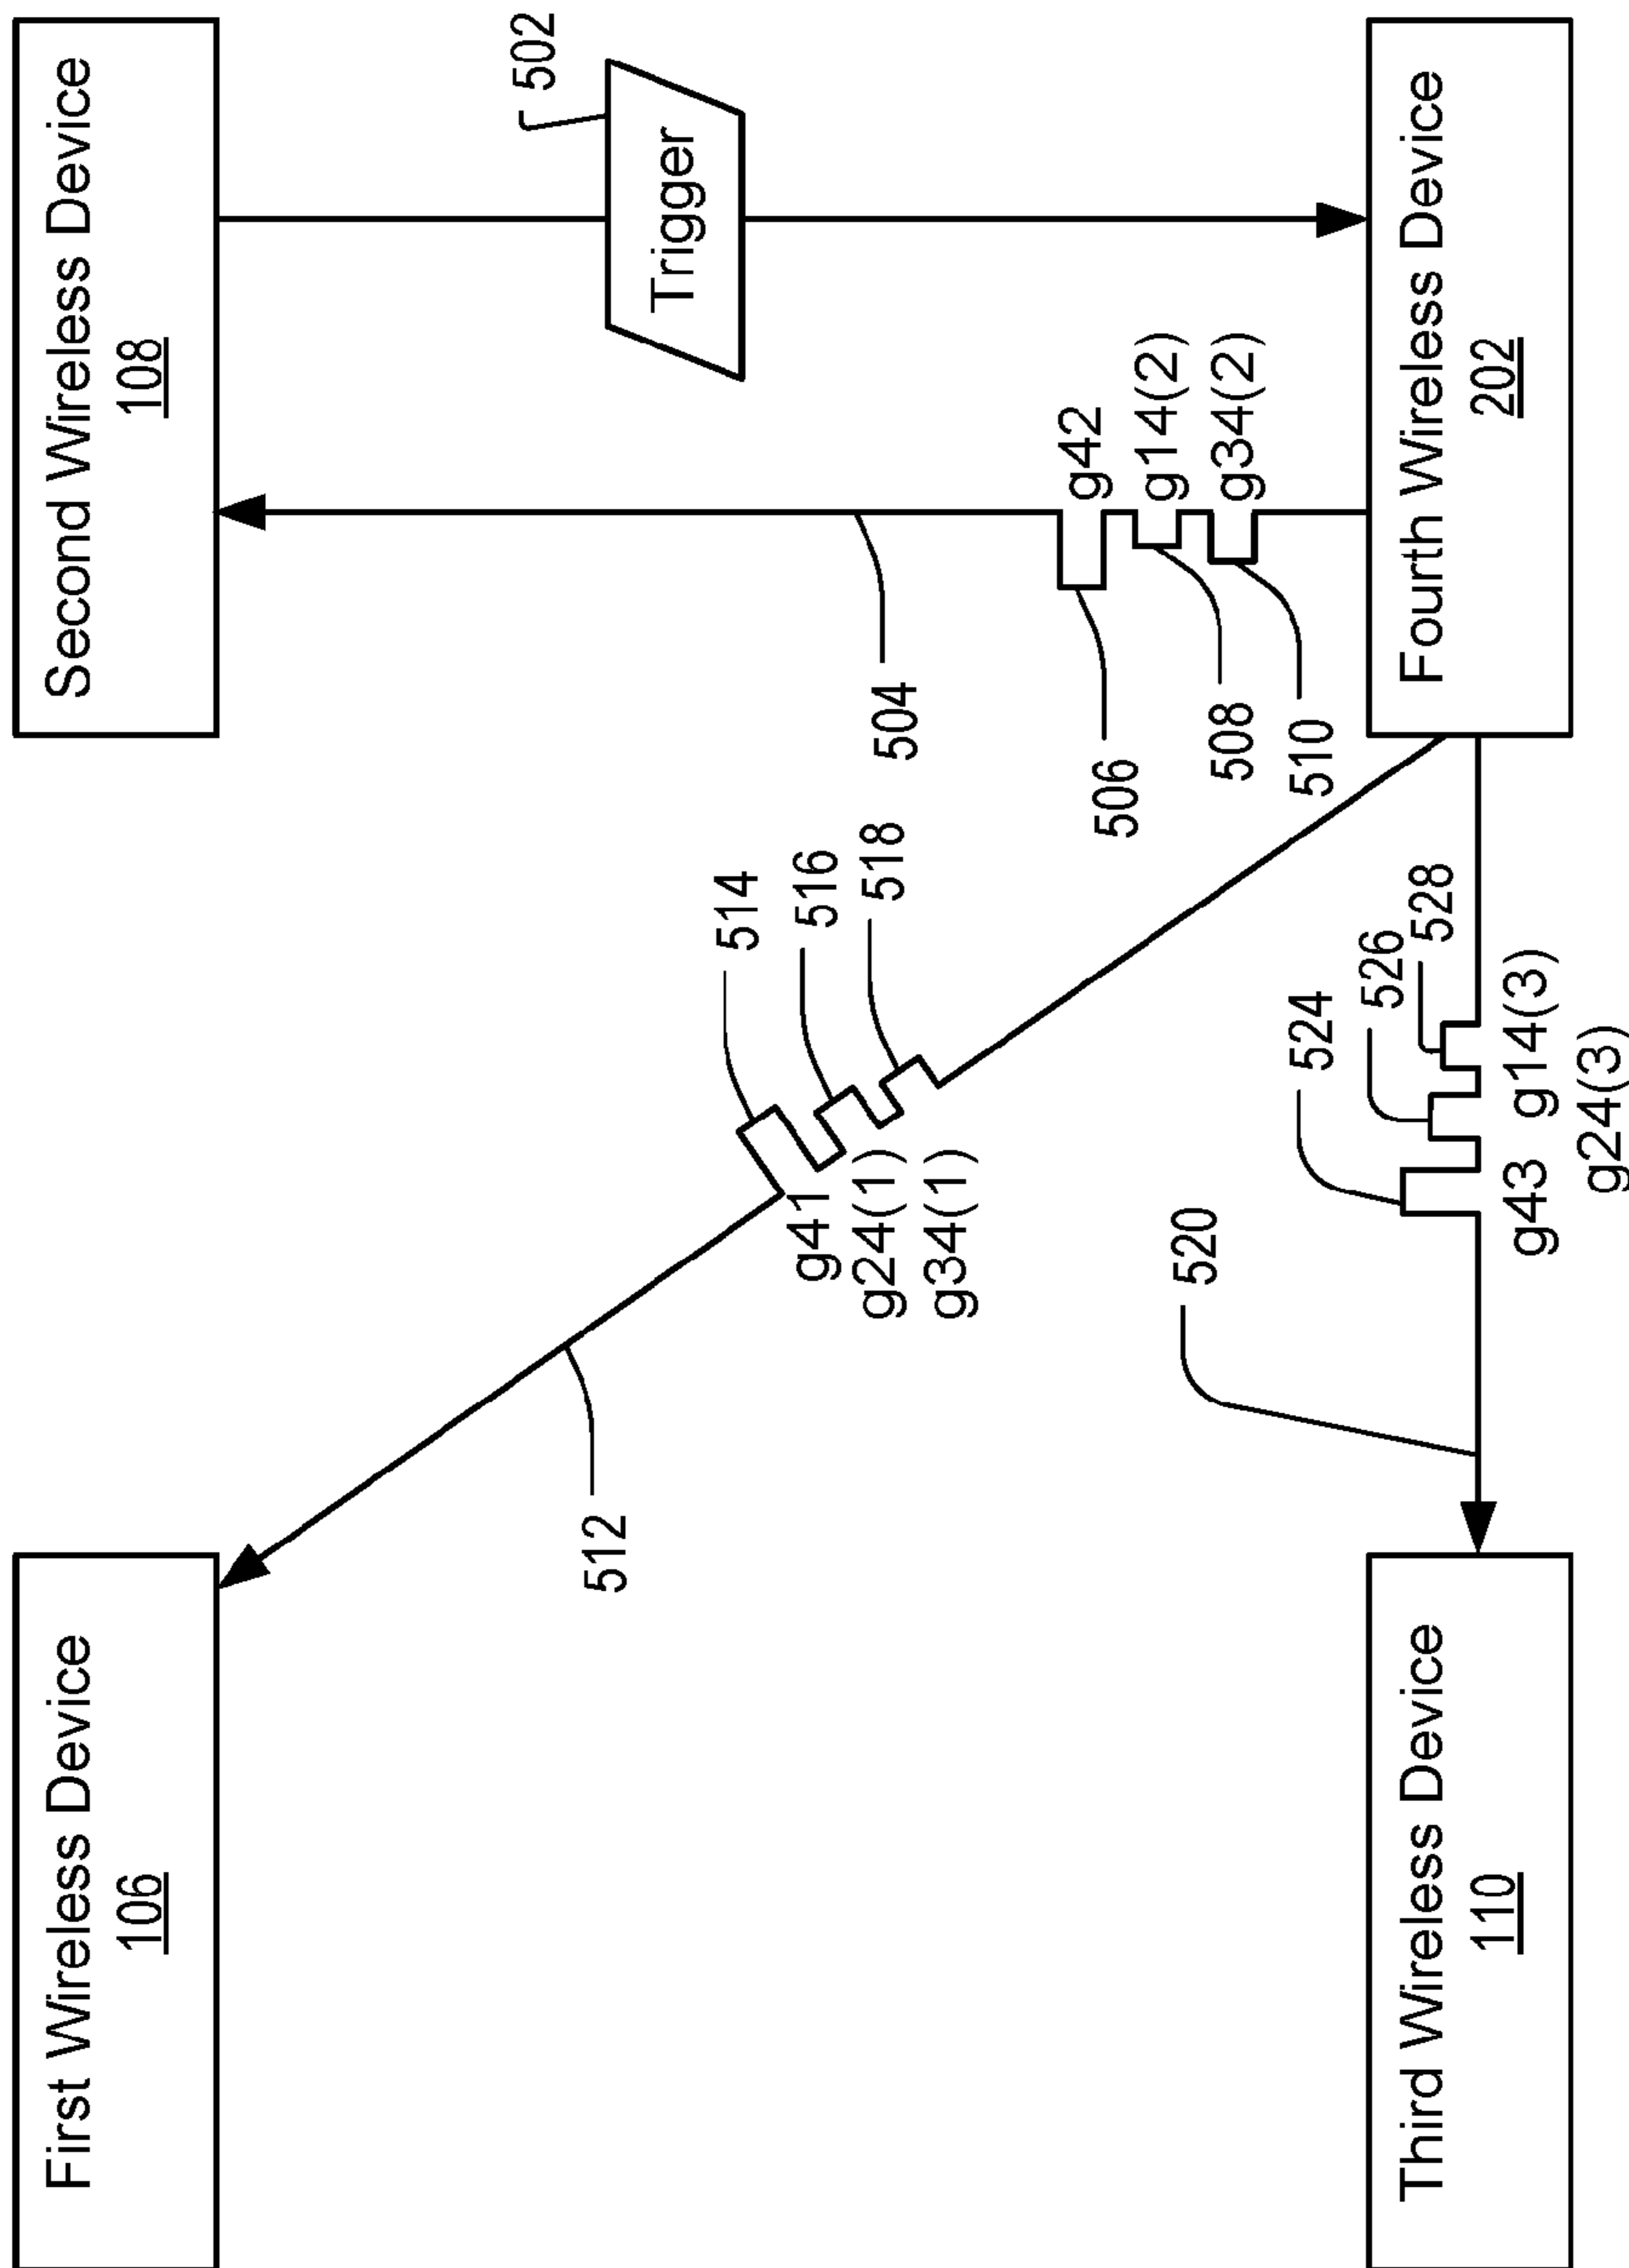 First Wireless Device
106
Second Wireless Device
108
502
Trigger
514
516
518
504
512
g41
g24(1)
g34(1)
g42
g14(2)
g34(2)
506
508
510
520
524
526
528
g43 g14(3)
g24(3)
Third Wireless Device
110
Fourth Wireless Device
202